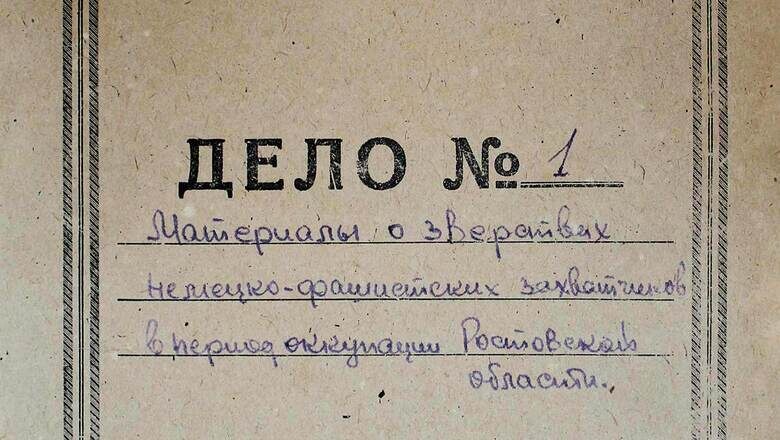 ДЕЛО № 1
Материалы о зверствах
немецко-фашистских захватчиков
в период оккупации Ростовской
области.